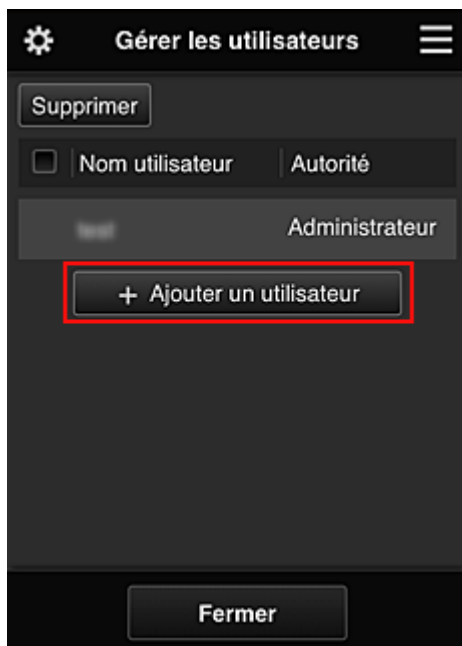 Gérer les utilisateurs
Supprimer
Nom utilisateur Autorité
Administrateur
+ Ajouter un utilisateur
Fermer